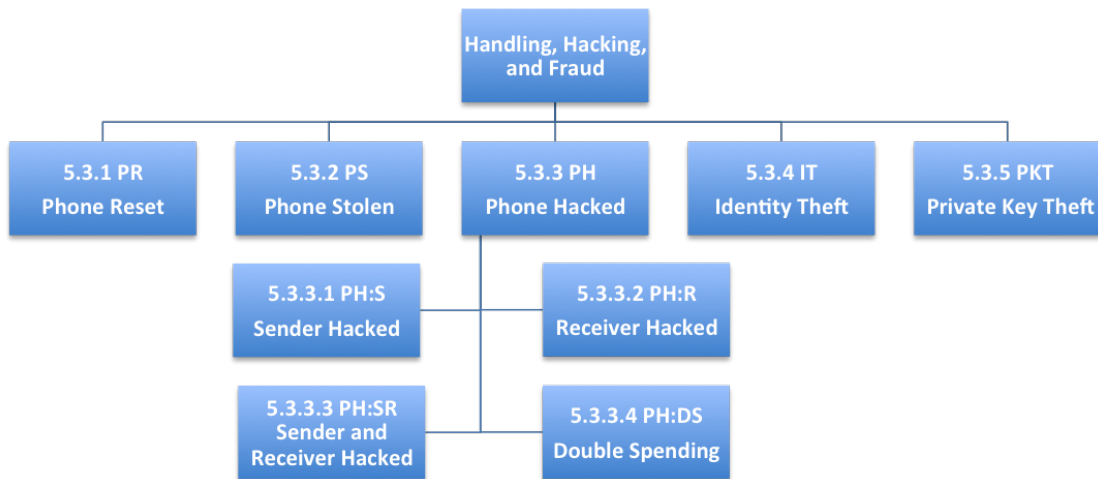 Handling, Hacking,
and Fraud
5.3.1 PR
Phone Reset
5.3.2 PS
Phone Stolen
5.3.3 PH
Phone Hacked
5.3.4 IT
Identity Theft
5.3.5 PKT
Private Key Theft
5.3.3.1 PH:S
Sender Hacked
5.3.3.2 PH:R
Receiver Hacked
5.3.3.3 PH:SR
Sender and
Receiver Hacked
5.3.3.4 PH:DS
Double Spending